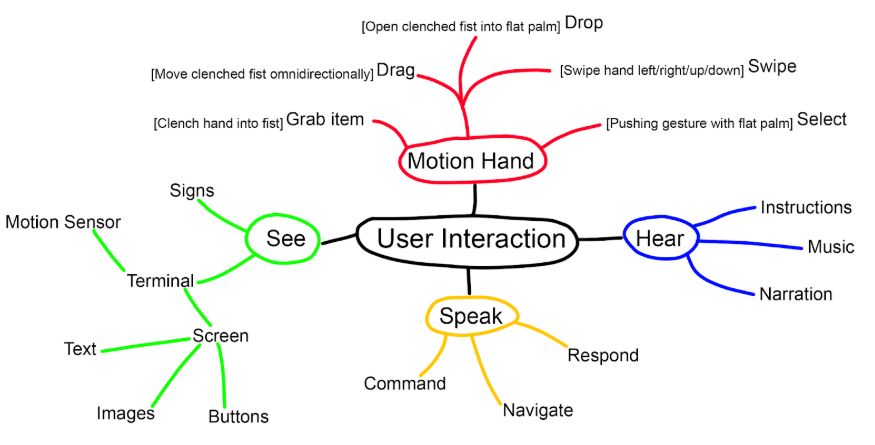 [Open clenched fist into flat palm] Drop
[Move clenched fist omnidirectionally] Drag
[Swipe hand left/right/up/down] Swipe
[Clench hand into fist] Grab item
[Pushing gesture with flat palm] Select
Motion Hand
Signs
Motion Sensor
See
User Interaction
Hear
Instructions
Music
Narration
Terminal
Screen
Text
Images
Buttons
Speak
Command
Navigate
Respond